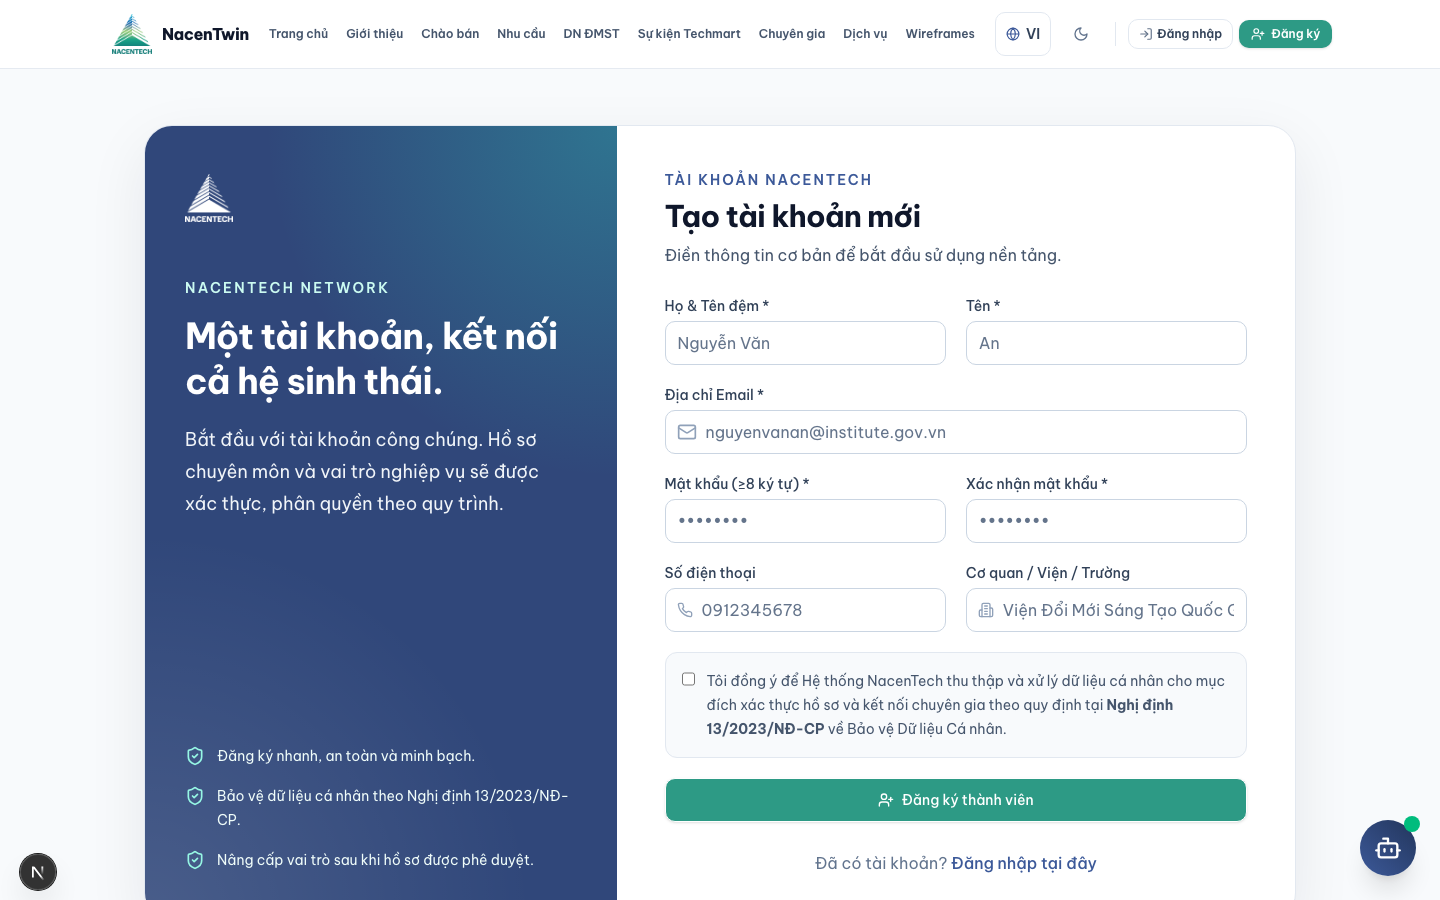 NACENTECH
NacenTwin
Trang chủ
Giới thiệu
Chào bán
Nhu cầu
DN ĐMST
Sự kiện Techmart
Chuyên gia
Dịch vụ
Wireframes
VI
Đăng nhập
Đăng ký
NACENTECH
NACENTECH NETWORK
Một tài khoản, kết nối
cả hệ sinh thái.
Bắt đầu với tài khoản công chúng. Hồ sơ
chuyên môn và vai trò nghiệp vụ sẽ được
xác thực, phân quyền theo quy trình.
Đăng ký nhanh, an toàn và minh bạch.
Bảo vệ dữ liệu cá nhân theo Nghị định 13/2023/NĐ-
CP.
Nâng cấp vai trò sau khi hồ sơ được phê duyệt.
TÀI KHOẢN NACENTECH
Tạo tài khoản mới
Điền thông tin cơ bản để bắt đầu sử dụng nền tảng.
Họ & Tên đệm *
Tên *
Nguyễn Văn
An
Địa chỉ Email *
nguyenvanan@institute.gov.vn
Mật khẩu (≥8 ký tự) *
Xác nhận mật khẩu *
••••••••
••••••••
Số điện thoại
Cơ quan / Viện / Trường
0912345678
Viện Đổi Mới Sáng Tạo Quốc G
Tôi đồng ý để Hệ thống NacenTech thu thập và xử lý dữ liệu cá nhân cho mục
đích xác thực hồ sơ và kết nối chuyên gia theo quy định tại Nghị định
13/2023/NĐ-CP về Bảo vệ Dữ liệu Cá nhân.
Đăng ký thành viên
Đã có tài khoản? Đăng nhập tại đây
N